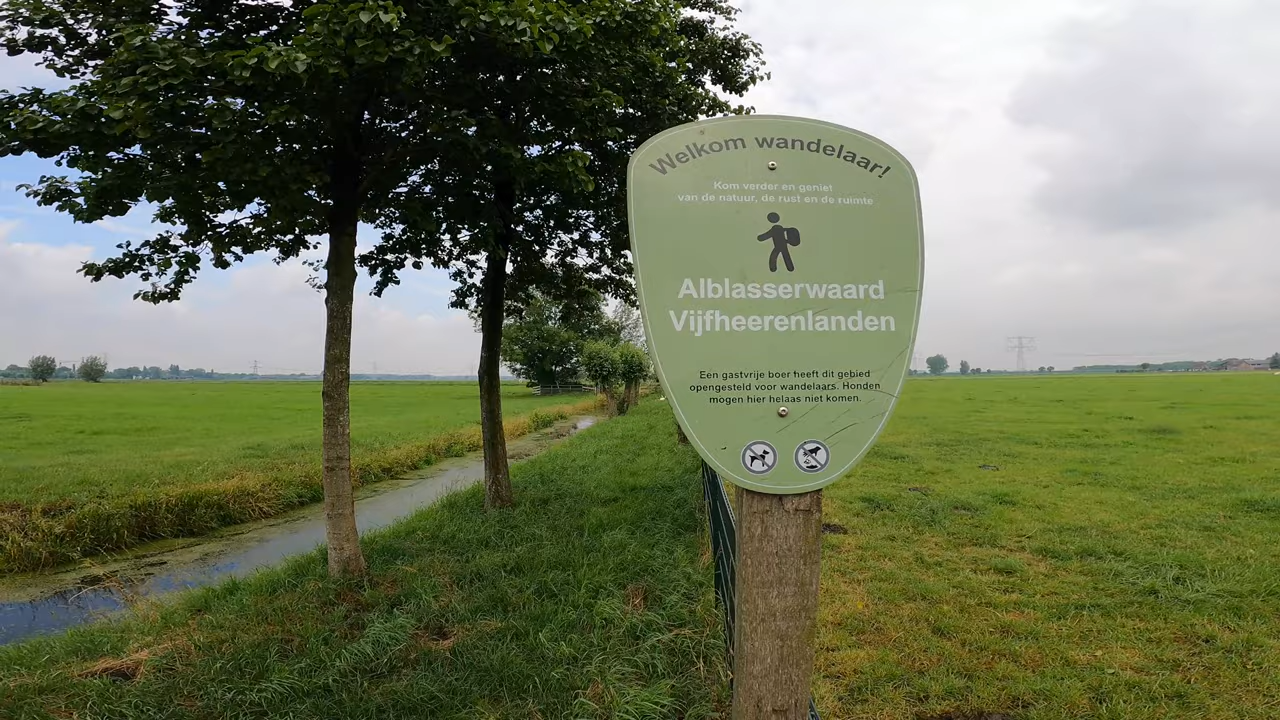 Welkom wandelaar!
Kom verder en geniet
van de natuur, de rust en de ruimte
Alblasserwaard
Vijfheerenlanden
Een gastvrije boer heeft dit gebied
opengesteld voor wandelaars. Honden
mogen hier helaas niet komen.